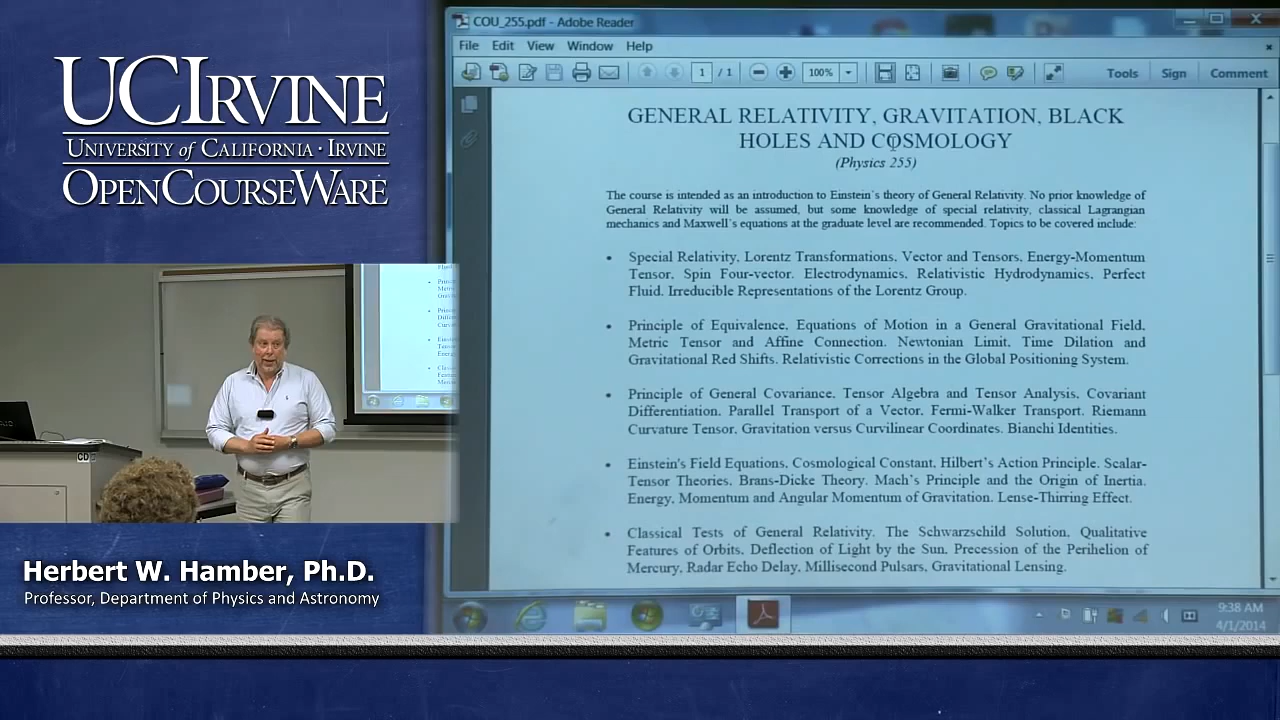 UCIRVINE
UNIVERSITY of CALIFORNIA · IRVINE
OPENCOURSEWARE
COU_255.pdf - Adobe Reader
File Edit View Window Help
1 / 1 100% Tools Sign Comment
GENERAL RELATIVITY, GRAVITATION, BLACK
HOLES AND COSMOLOGY
(Physics 255)
The course is intended as an introduction to Einstein's theory of General Relativity. No prior knowledge of
General Relativity will be assumed, but some knowledge of special relativity, classical Lagrangian
mechanics and Maxwell's equations at the graduate level are recommended. Topics to be covered include:
• Special Relativity, Lorentz Transformations, Vector and Tensors, Energy-Momentum
Tensor, Spin Four-vector. Electrodynamics, Relativistic Hydrodynamics, Perfect
Fluid. Irreducible Representations of the Lorentz Group.
• Principle of Equivalence, Equations of Motion in a General Gravitational Field,
Metric Tensor and Affine Connection. Newtonian Limit, Time Dilation and
Gravitational Red Shifts. Relativistic Corrections in the Global Positioning System.
• Principle of General Covariance, Tensor Algebra and Tensor Analysis, Covariant
Differentiation. Parallel Transport of a Vector, Fermi-Walker Transport. Riemann
Curvature Tensor, Gravitation versus Curvilinear Coordinates. Bianchi Identities.
• Einstein's Field Equations, Cosmological Constant, Hilbert's Action Principle. Scalar-
Tensor Theories, Brans-Dicke Theory. Mach's Principle and the Origin of Inertia.
Energy, Momentum and Angular Momentum of Gravitation. Lense-Thirring Effect.
• Classical Tests of General Relativity. The Schwarzschild Solution, Qualitative
Features of Orbits, Deflection of Light by the Sun, Precession of the Perihelion of
Mercury, Radar Echo Delay, Millisecond Pulsars, Gravitational Lensing.
9:38 AM
4/1/2014
Herbert W. Hamber, Ph.D.
Professor, Department of Physics and Astronomy